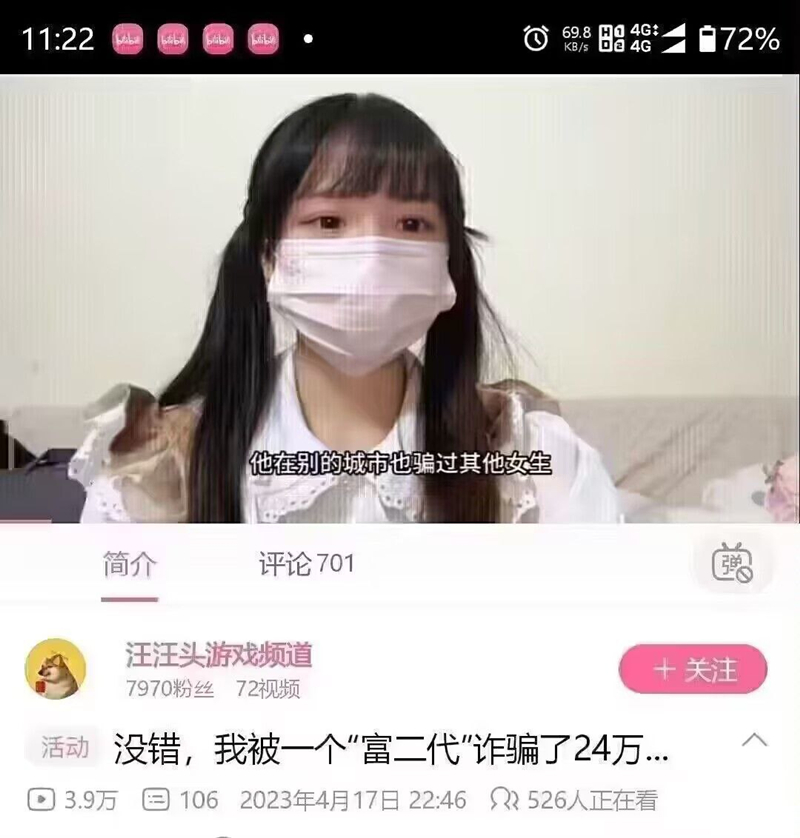 11:22 bilibili bilibili bilibili bilibili 69.8 KB/s HD 1 HD 2 4G 4G 72%
他在别的城市也骗过其他女生
简介 评论 701 弹
汪汪头游戏频道
7970粉丝 72视频
+ 关注
活动 没错，我被一个“富二代”诈骗了24万...
3.9万 106 2023年4月17日 22:46 526人正在看